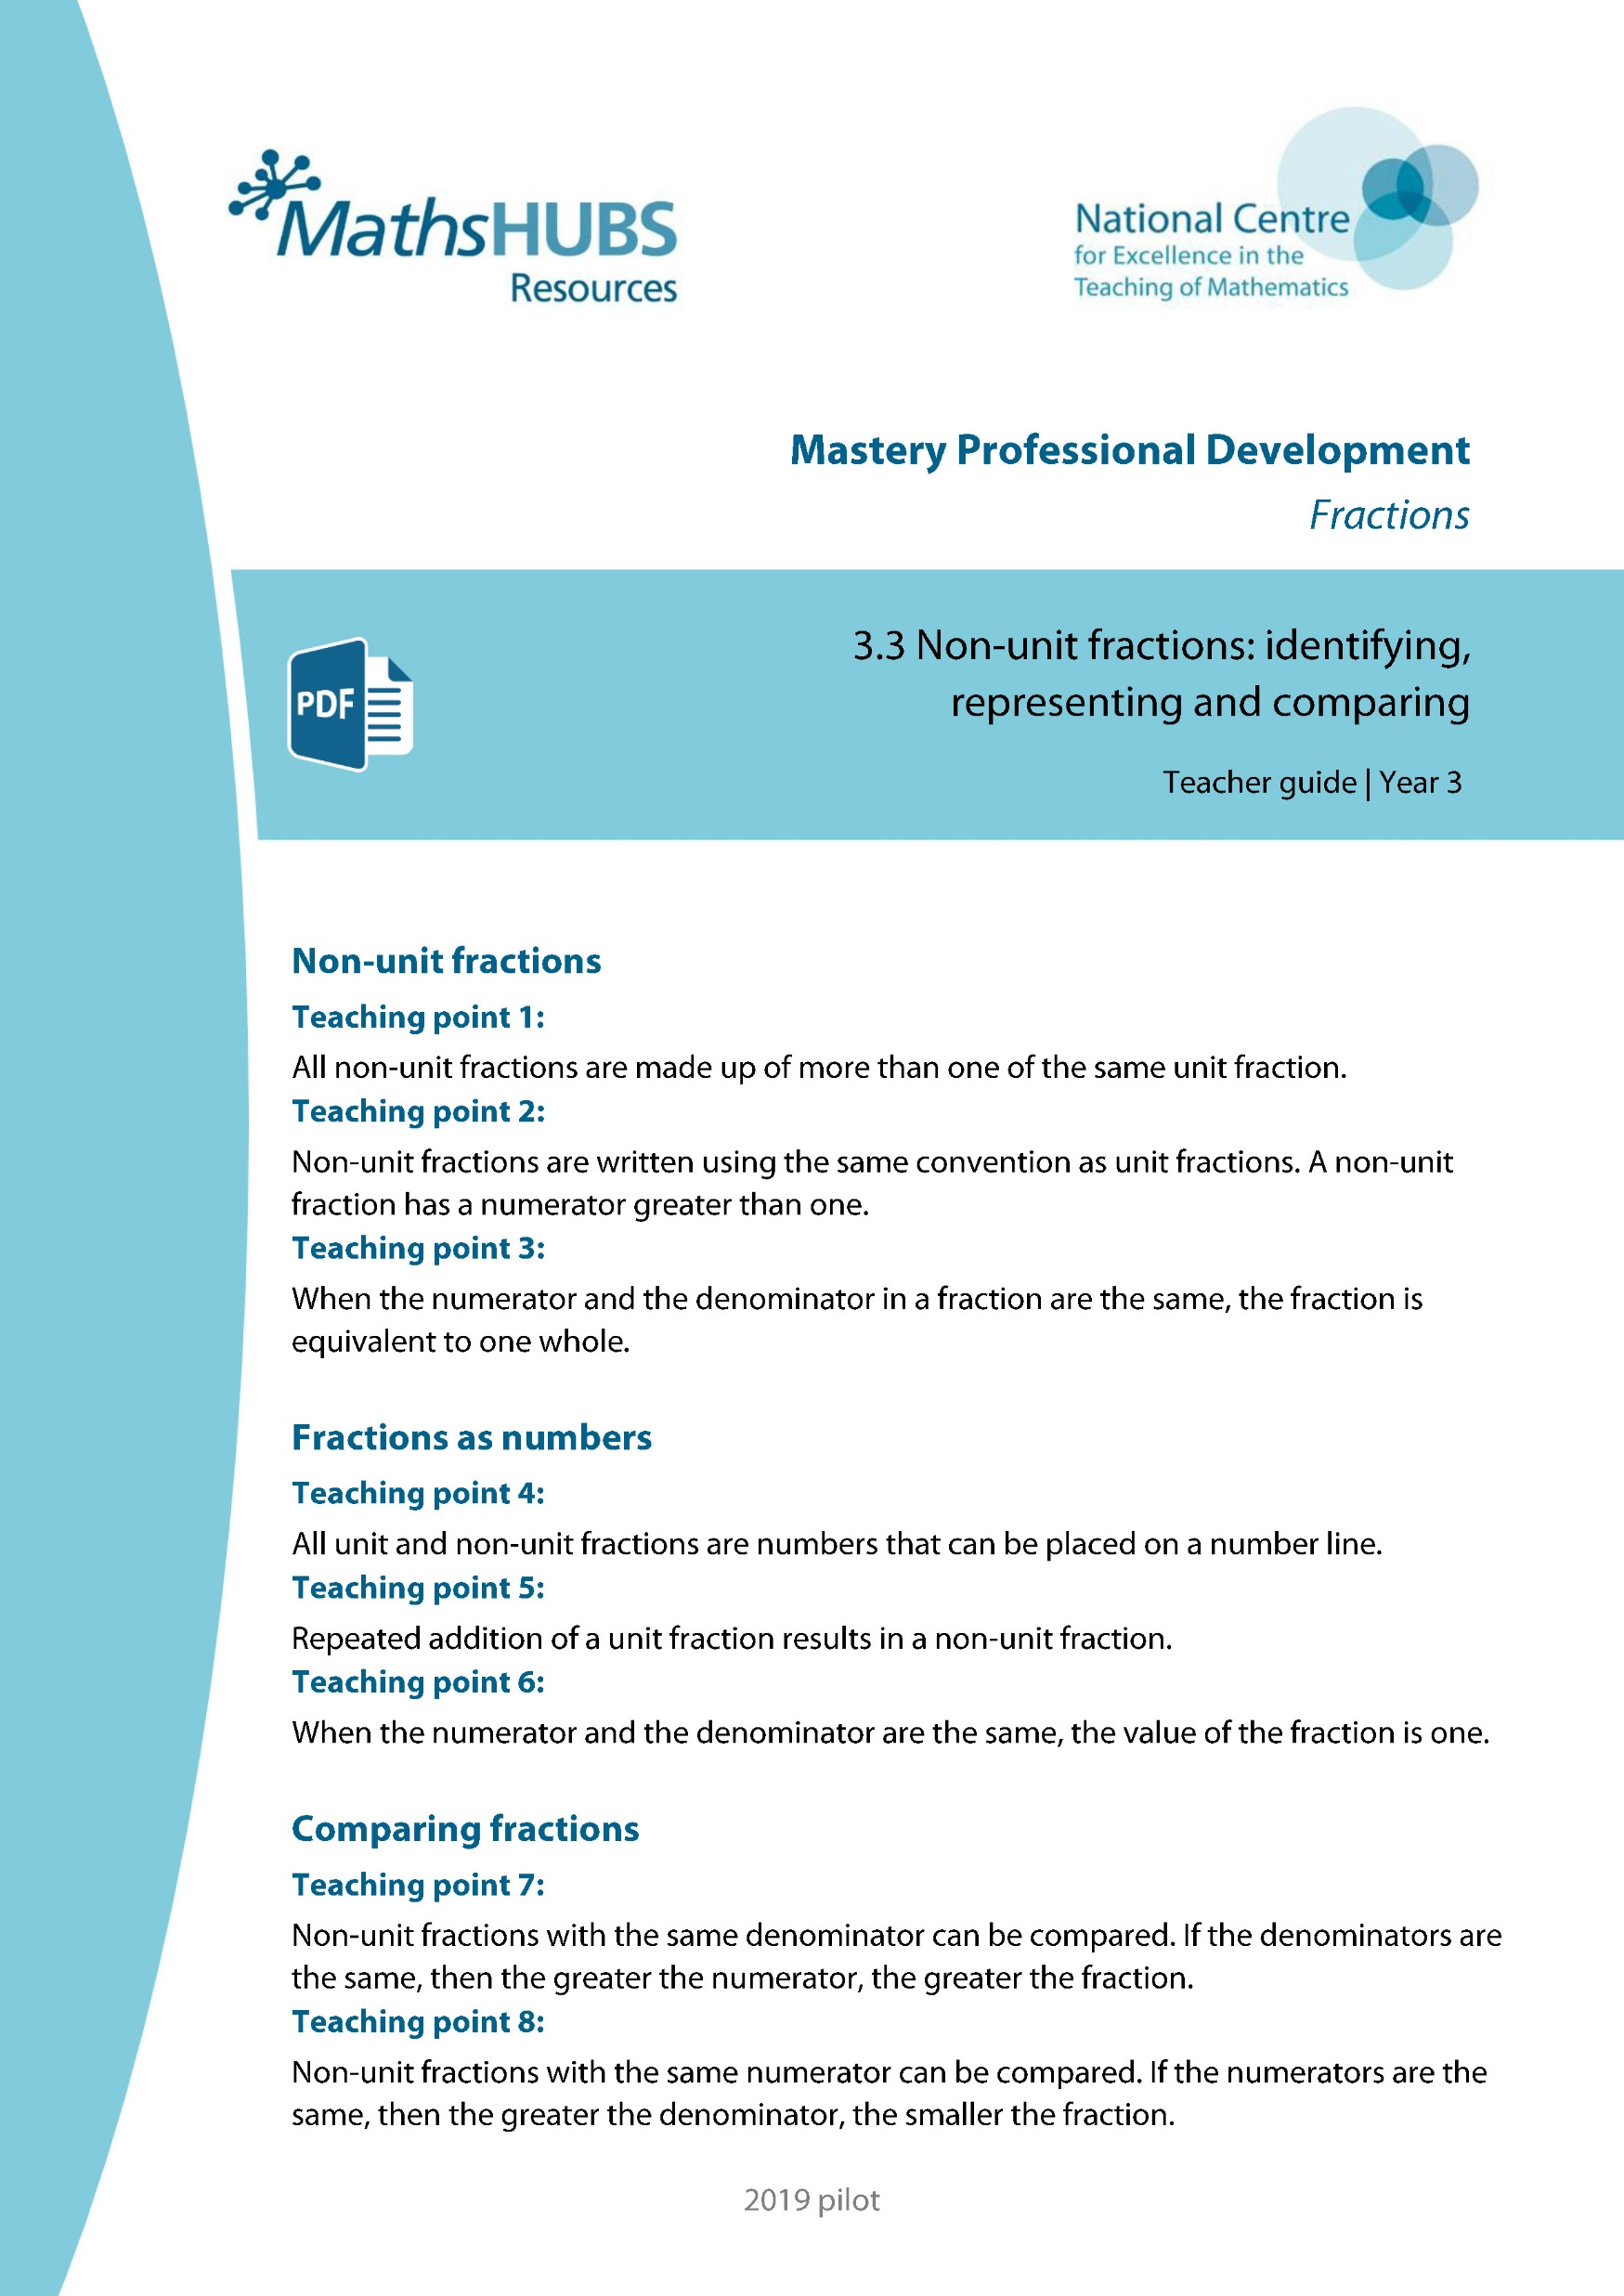 MathsHUBS
Resources
National Centre
for Excellence in the
Teaching of Mathematics
Mastery Professional Development
Fractions
PDF
3.3 Non-unit fractions: identifying,
representing and comparing
Teacher guide | Year 3
Non-unit fractions
Teaching point 1:
All non-unit fractions are made up of more than one of the same unit fraction.
Teaching point 2:
Non-unit fractions are written using the same convention as unit fractions. A non-unit
fraction has a numerator greater than one.
Teaching point 3:
When the numerator and the denominator in a fraction are the same, the fraction is
equivalent to one whole.
Fractions as numbers
Teaching point 4:
All unit and non-unit fractions are numbers that can be placed on a number line.
Teaching point 5:
Repeated addition of a unit fraction results in a non-unit fraction.
Teaching point 6:
When the numerator and the denominator are the same, the value of the fraction is one.
Comparing fractions
Teaching point 7:
Non-unit fractions with the same denominator can be compared. If the denominators are
the same, then the greater the numerator, the greater the fraction.
Teaching point 8:
Non-unit fractions with the same numerator can be compared. If the numerators are the
same, then the greater the denominator, the smaller the fraction.
2019 pilot